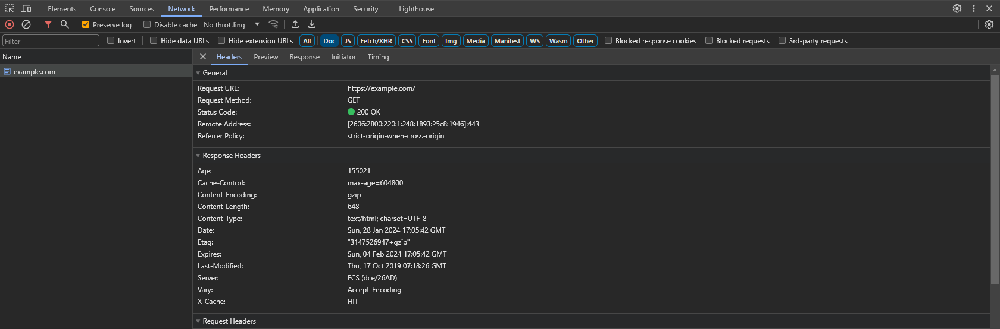 Elements Console Sources Network Performance Memory Application Security Lighthouse
Preserve log Disable cache No throttling
Filter Invert Hide data URLs Hide extension URLs All Doc JS Fetch/XHR CSS Font Img Media Manifest WS Wasm Other Blocked response cookies Blocked requests 3rd-party requests
Name
example.com
Headers Preview Response Initiator Timing
General
Request URL: https://example.com/
Request Method: GET
Status Code: 200 OK
Remote Address: [2606:2800:220:1:248:1893:25c8:1946]:443
Referrer Policy: strict-origin-when-cross-origin
Response Headers
Age: 155021
Cache-Control: max-age=604800
Content-Encoding: gzip
Content-Length: 648
Content-Type: text/html; charset=UTF-8
Date: Sun, 28 Jan 2024 17:05:42 GMT
Etag: "3147526947+gzip"
Expires: Sun, 04 Feb 2024 17:05:42 GMT
Last-Modified: Thu, 17 Oct 2019 07:18:26 GMT
Server: ECS (dce/26AD)
Vary: Accept-Encoding
X-Cache: HIT
Request Headers